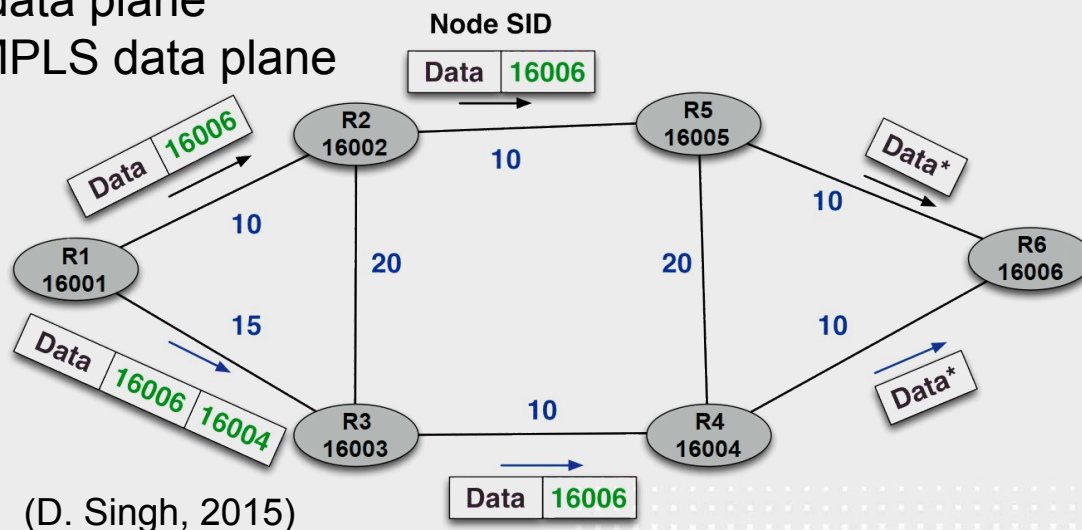 data plane
MPLS data plane
Node SID
Data 16006
Data 16006
R2
16002
R5
16005
10
Data*
10
10
R1
16001
20
20
R6
16006
15
10
Data 16006 16004
10
Data*
R3
16003
R4
16004
Data 16006
(D. Singh, 2015)